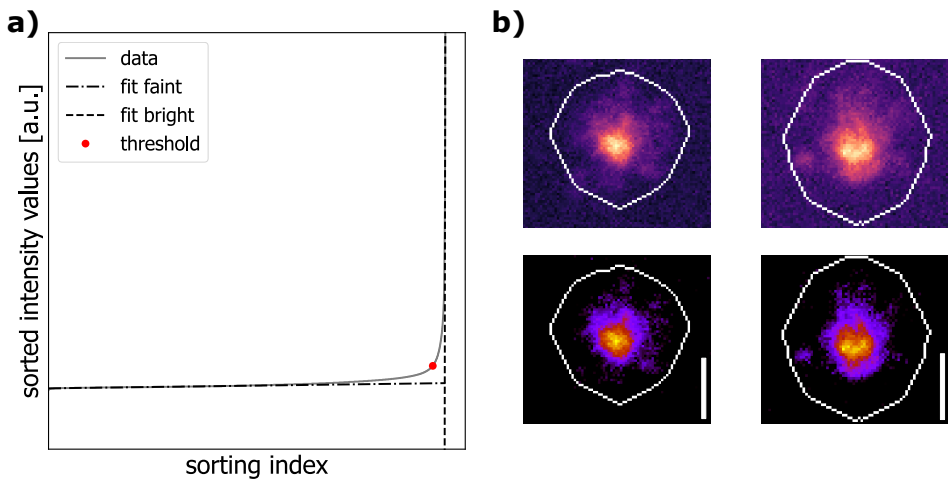 a)
b)
data
fit faint
fit bright
threshold
sorted intensity values [a.u.]
sorting index